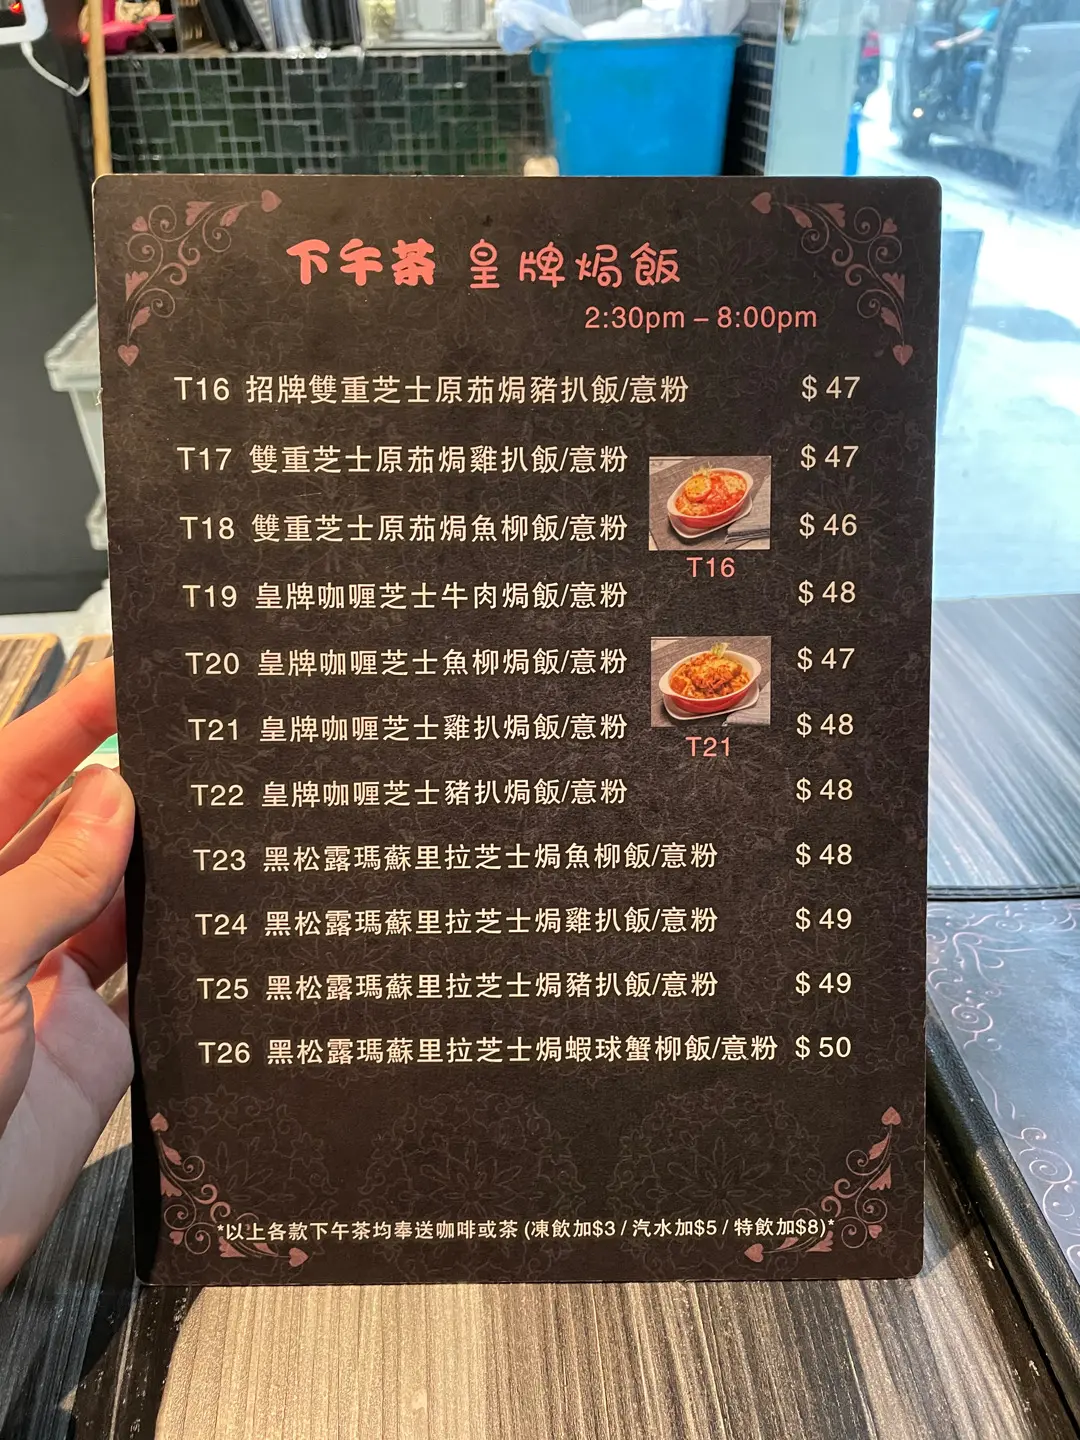 下午茶 皇牌焗飯
2:30pm – 8:00pm
T16 招牌雙重芝士原茄焗豬扒飯/意粉 $ 47
T17 雙重芝士原茄焗雞扒飯/意粉 $ 47
T18 雙重芝士原茄焗魚柳飯/意粉 $ 46
T16
T19 皇牌咖喱芝士牛肉焗飯/意粉 $ 48
T20 皇牌咖喱芝士魚柳焗飯/意粉 $ 47
T21 皇牌咖喱芝士雞扒焗飯/意粉 $ 48
T21
T22 皇牌咖喱芝士豬扒焗飯/意粉 $ 48
T23 黑松露瑪蘇里拉芝士焗魚柳飯/意粉 $ 48
T24 黑松露瑪蘇里拉芝士焗雞扒飯/意粉 $ 49
T25 黑松露瑪蘇里拉芝士焗豬扒飯/意粉 $ 49
T26 黑松露瑪蘇里拉芝士焗蝦球蟹柳飯/意粉 $ 50
*以上各款下午茶均奉送咖啡或茶 (凍飲加$3 / 汽水加$5 / 特飲加$8)*